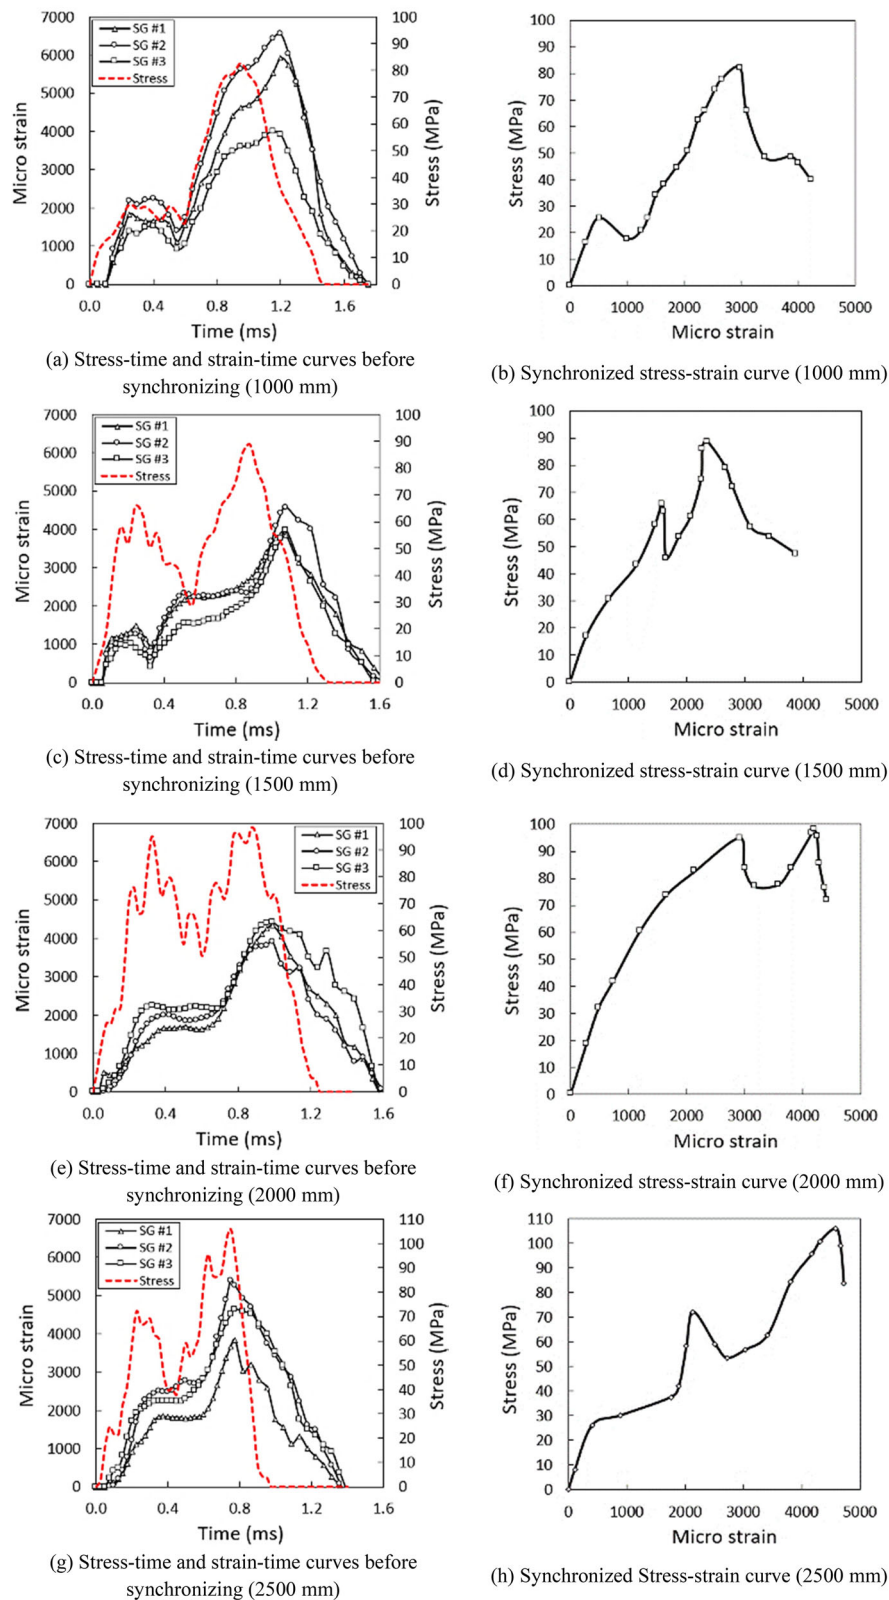 7000
6000
5000
4000
3000
2000
1000
0
Micro strain
SG #1
SG #2
SG #3
Stress
100
90
80
70
60
50
40
30
20
10
0
Stress (MPa)
0.0 0.4 0.8 1.2 1.6
Time (ms)
(a) Stress-time and strain-time curves before
synchronizing (1000 mm)
100
90
80
70
60
50
40
30
20
10
0
Stress (MPa)
0 1000 2000 3000 4000 5000
Micro strain
(b) Synchronized stress-strain curve (1000 mm)
7000
6000
5000
4000
3000
2000
1000
0
Micro strain
SG #1
SG #2
SG #3
Stress
100
90
80
70
60
50
40
30
20
10
0
Stress (MPa)
0.0 0.4 0.8 1.2 1.6
Time (ms)
(c) Stress-time and strain-time curves before
synchronizing (1500 mm)
100
90
80
70
60
50
40
30
20
10
0
Stress (MPa)
0 1000 2000 3000 4000 5000
Micro strain
(d) Synchronized stress-strain curve (1500 mm)
7000
6000
5000
4000
3000
2000
1000
0
Micro strain
SG #1
SG #2
SG #3
Stress
100
90
80
70
60
50
40
30
20
10
0
Stress (MPa)
0.0 0.4 0.8 1.2 1.6
Time (ms)
(e) Stress-time and strain-time curves before
synchronizing (2000 mm)
100
90
80
70
60
50
40
30
20
10
0
Stress (MPa)
0 1000 2000 3000 4000 5000
Micro strain
(f) Synchronized stress-strain curve (2000 mm)
7000
6000
5000
4000
3000
2000
1000
0
Micro strain
SG #1
SG #2
SG #3
Stress
110
100
90
80
70
60
50
40
30
20
10
0
Stress (MPa)
0.0 0.4 0.8 1.2 1.6
Time (ms)
(g) Stress-time and strain-time curves before
synchronizing (2500 mm)
110
100
90
80
70
60
50
40
30
20
10
0
Stress (MPa)
0 1000 2000 3000 4000 5000
Micro strain
(h) Synchronized Stress-strain curve (2500 mm)